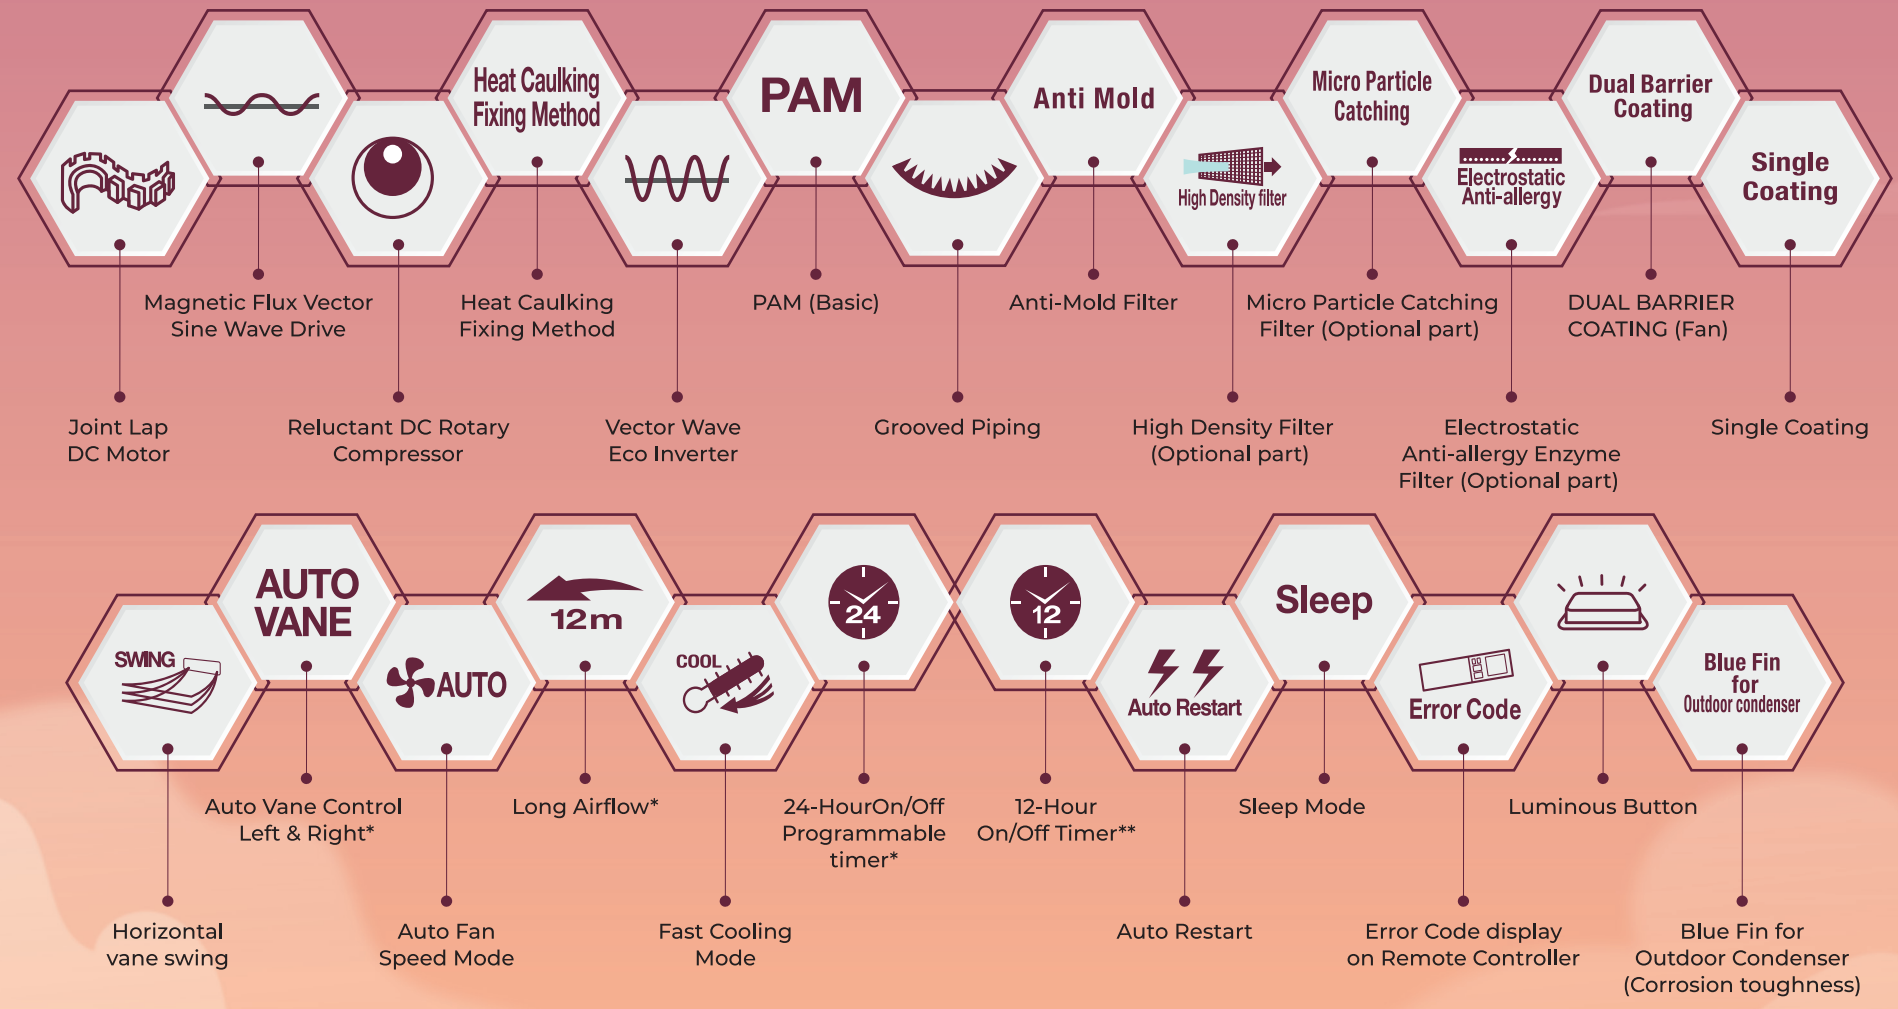 Heat Caulking
Fixing Method
PAM
Anti Mold
High Density filter
Micro Particle
Catching
Electrostatic
Anti-allergy
Dual Barrier
Coating
Single
Coating
Magnetic Flux Vector
Sine Wave Drive
Heat Caulking
Fixing Method
PAM (Basic)
Anti-Mold Filter
Micro Particle Catching
Filter (Optional part)
DUAL BARRIER
COATING (Fan)
Joint Lap
DC Motor
Reluctant DC Rotary
Compressor
Vector Wave
Eco Inverter
Grooved Piping
High Density Filter
(Optional part)
Electrostatic
Anti-allergy Enzyme
Filter (Optional part)
Single Coating
SWING
AUTO
VANE
AUTO
12m
COOL
24
12
Auto Restart
Sleep
Error Code
Blue Fin
for
Outdoor condenser
Auto Vane Control
Left & Right*
Long Airflow*
24-HourOn/Off
Programmable
timer*
12-Hour
On/Off Timer**
Sleep Mode
Luminous Button
Horizontal
vane swing
Auto Fan
Speed Mode
Fast Cooling
Mode
Auto Restart
Error Code display
on Remote Controller
Blue Fin for
Outdoor Condenser
(Corrosion toughness)